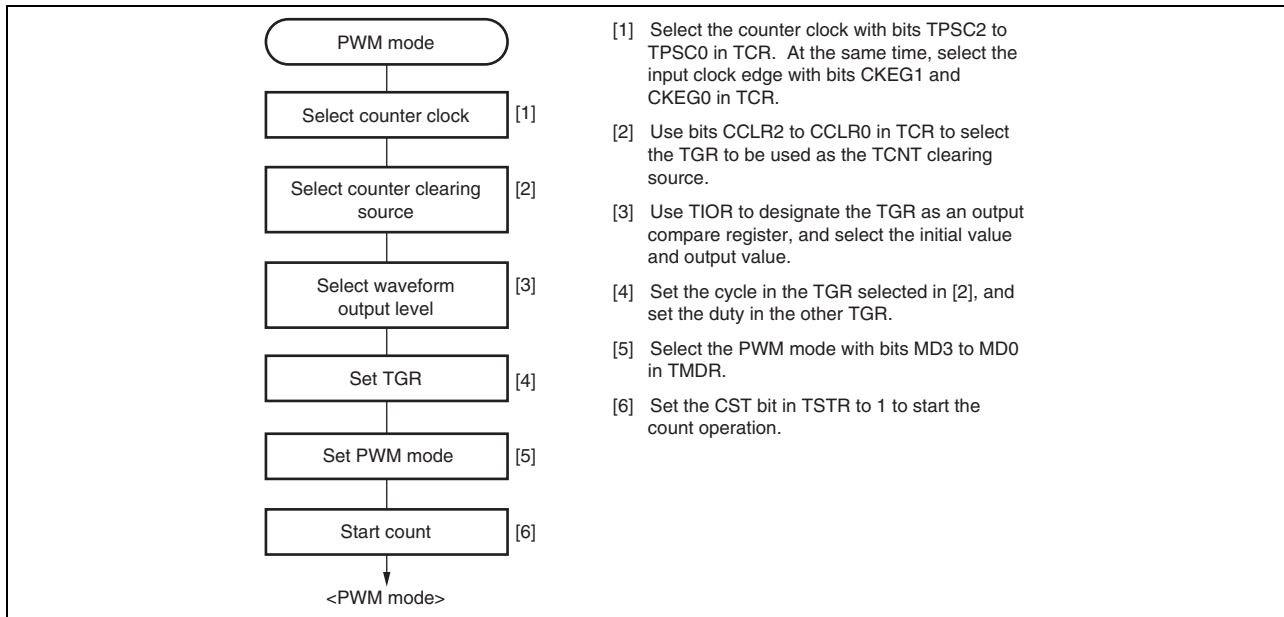 PWM mode
Select counter clock
[1]
Select counter clearing
source
[2]
Select waveform
output level
[3]
Set TGR
[4]
Set PWM mode
[5]
Start count
[6]
<PWM mode>
[1] Select the counter clock with bits TPSC2 to
TPSC0 in TCR. At the same time, select the
input clock edge with bits CKEG1 and
CKEG0 in TCR.
[2] Use bits CCLR2 to CCLR0 in TCR to select
the TGR to be used as the TCNT clearing
source.
[3] Use TIOR to designate the TGR as an output
compare register, and select the initial value
and output value.
[4] Set the cycle in the TGR selected in [2], and
set the duty in the other TGR.
[5] Select the PWM mode with bits MD3 to MD0
in TMDR.
[6] Set the CST bit in TSTR to 1 to start the
count operation.